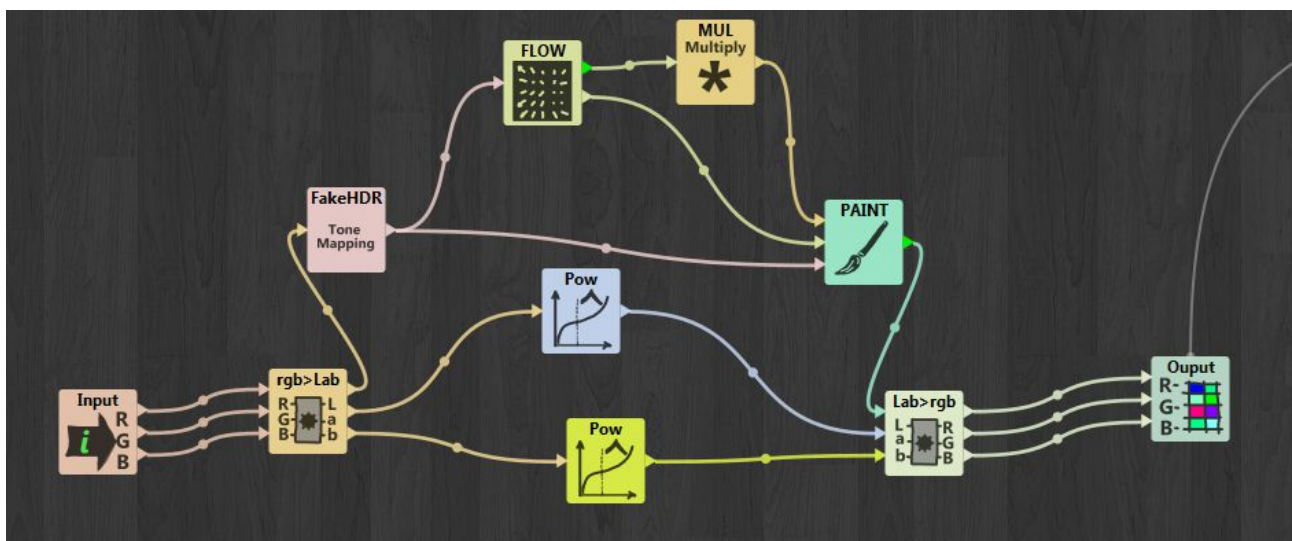 MUL
Multiply
*
FLOW
FakeHDR
Tone
Mapping
PAINT
Pow
rgb>Lab
R L
G a
B b
Input
R
G
B
i
Pow
Lab>rgb
L R
a G
b B
Ouput
R-
G-
B-